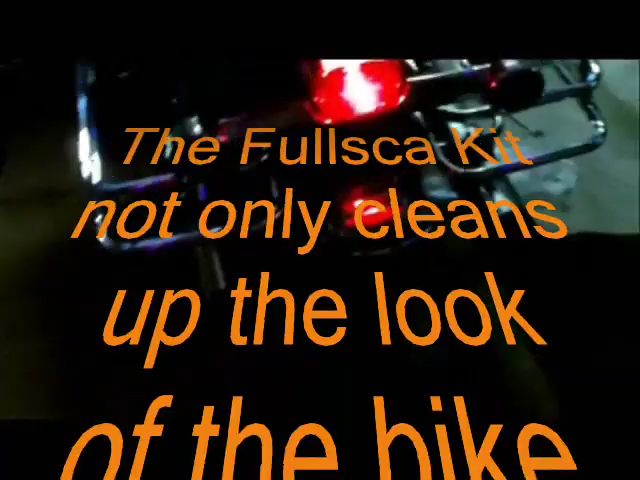 The Fullsca Kit
not only cleans
up the look
of the bike